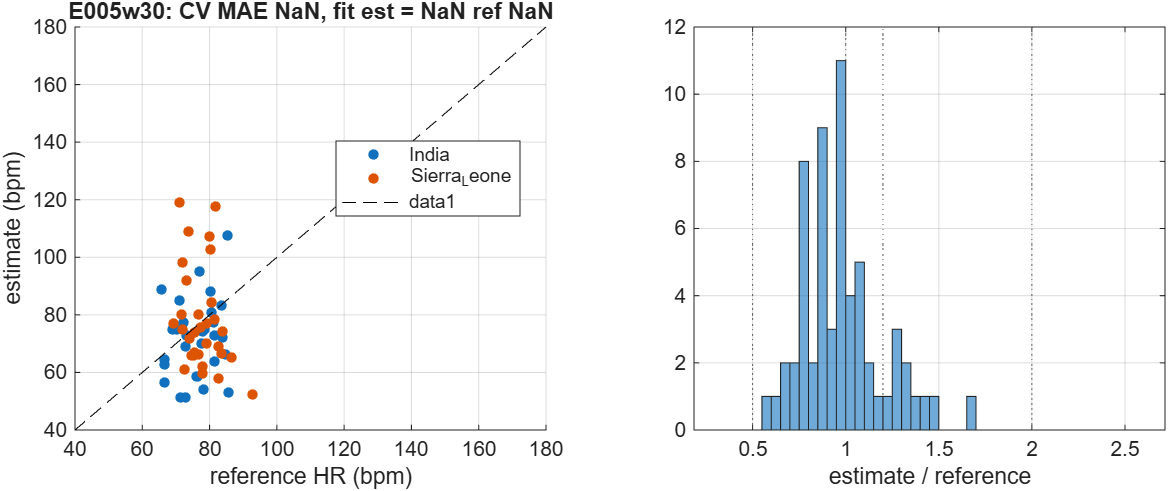 E005w30: CV MAE NaN, fit est = NaN ref NaN
180
160
140
120
100
80
60
40
40 60 80 100 120 140 160 180
estimate (bpm)
reference HR (bpm)
India
Sierra_Leone
data1
12
10
8
6
4
2
0
0.5 1 1.5 2 2.5
estimate / reference